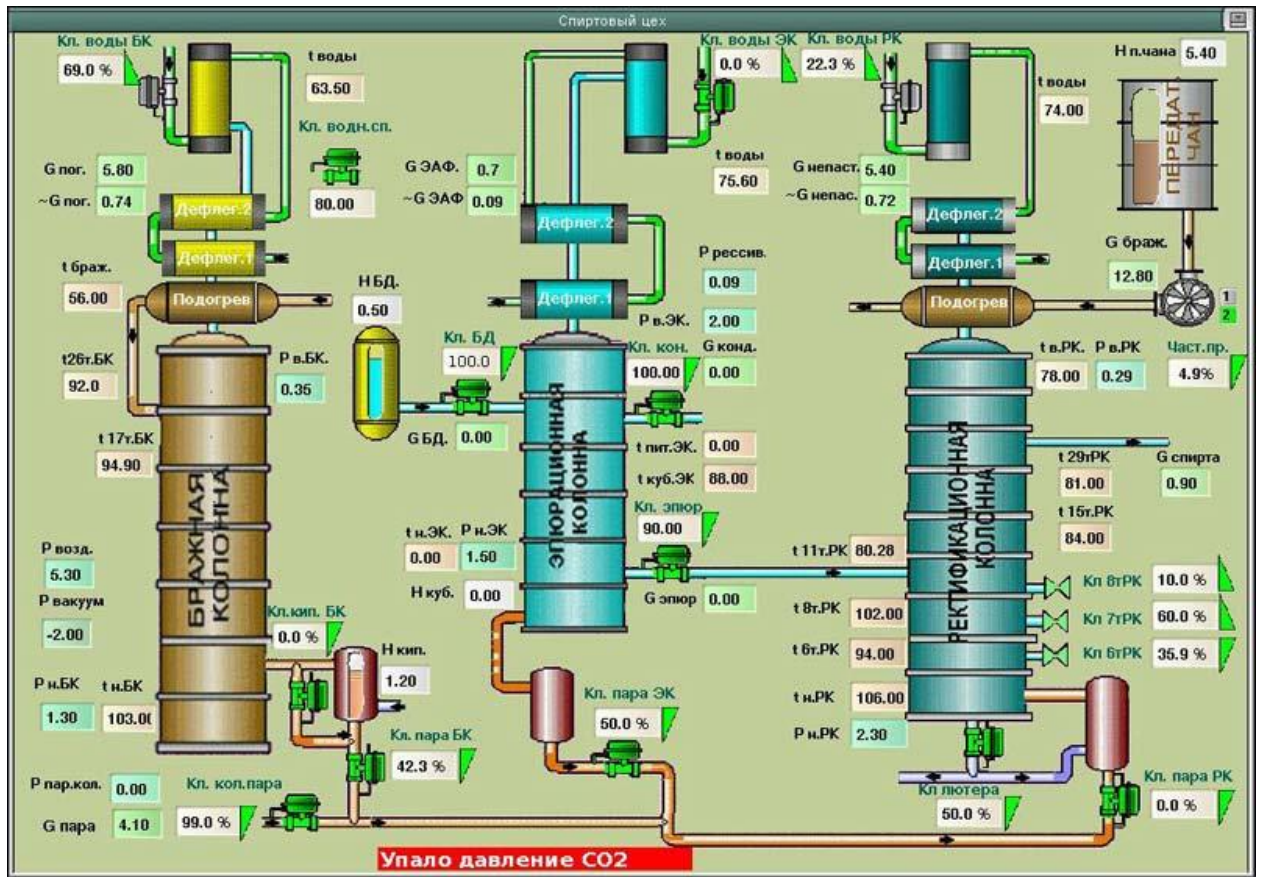 Спиртовый цех
Кл. воды БК
69.0 %
t воды
63.50
Кл. водн.сп.
80.00
G пог. 5.80
~G пог. 0.74
Дефлег.2
Дефлег.1
t браж.
56.00
Подогрев
t26т.БК
92.0
P в.БК.
0.35
t 17т.БК
94.90
БРАЖНАЯ
КОЛОННА
P возд.
5.30
P вакуум
-2.00
P н.БК
1.30
t н.БК
Кл.кип. БК
0.0 %
Н кип.
1.20
Кл. пара БК
42.3 %
P пар.кол. 0.00
G пара 4.10
Кл. кол.пара
99.0 %
Кл. воды ЭК
0.0 %
t воды
75.60
G ЭАФ. 0.7
~G ЭАФ 0.09
Дефлег.2
Дефлег.1
Н БД.
0.50
Кл. БД
100.0
G БД. 0.00
P рессив.
0.09
P в.ЭК. 2.00
Кл. кон.
100.00
G конд.
0.00
ЭПЮРАЦИОННАЯ
КОЛОННА
t пит.ЭК. 0.00
t куб.ЭК 88.00
Кл. эпюр
90.00
t н.ЭК.
0.00
P н.ЭК
1.50
Н куб. 0.00
G эпюр 0.00
Кл. пара ЭК
50.0 %
Кл. воды РК
22.3 %
t воды
74.00
G непаст. 5.40
~G непас. 0.72
Дефлег.2
Дефлег.1
Подогрев
Н п.чана 5.40
ПЕРЕДАТ
ЧАН
G браж.
12.80
1
2
t в.РК.
78.00
P в.РК
0.29
Част.пр.
4.9%
РЕКТИФИКАЦИОННАЯ
КОЛОННА
t 29тРК
81.00
G спирта
0.90
t 15т.РК
84.00
t 11т.РК 80.28
Кл 8тРК 10.0 %
t 8т.РК 102.00
Кл 7тРК 60.0 %
t 6т.РК 94.00
Кл 6тРК 35.9 %
t н.РК 106.00
P н.РК 2.30
Кл лютера
50.0 %
Кл. пара РК
0.0 %
Упало давление СО2